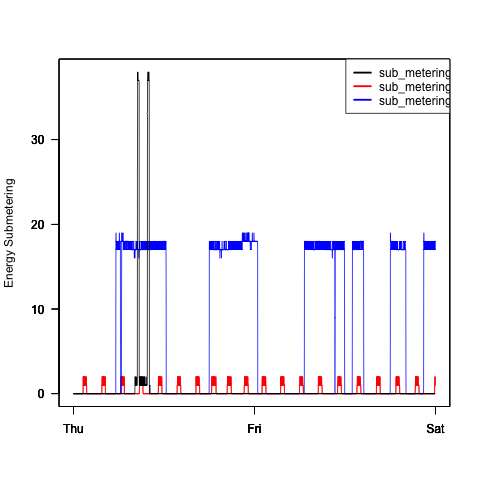 sub_metering
sub_metering
sub_metering
Energy Submetering
30
20
10
0
Thu Fri Sat